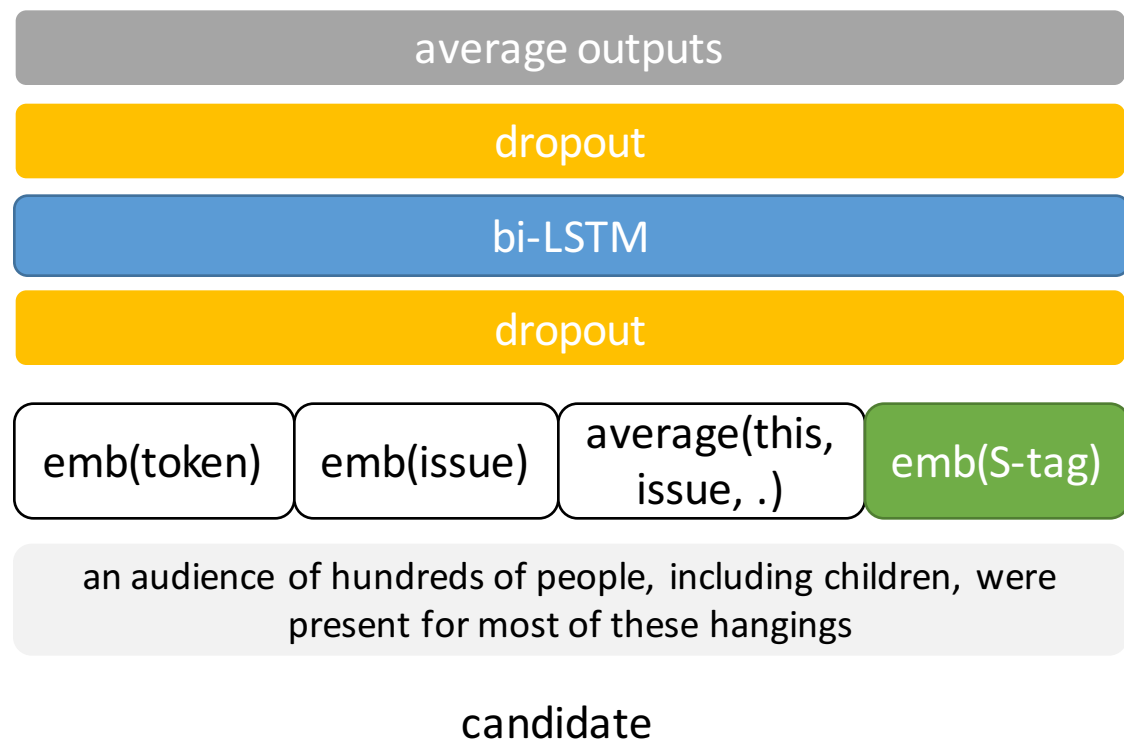 average outputs
dropout
bi-LSTM
dropout
emb(token)
emb(issue)
average(this,
issue, .)
emb(S-tag)
an audience of hundreds of people, including children, were
present for most of these hangings
candidate